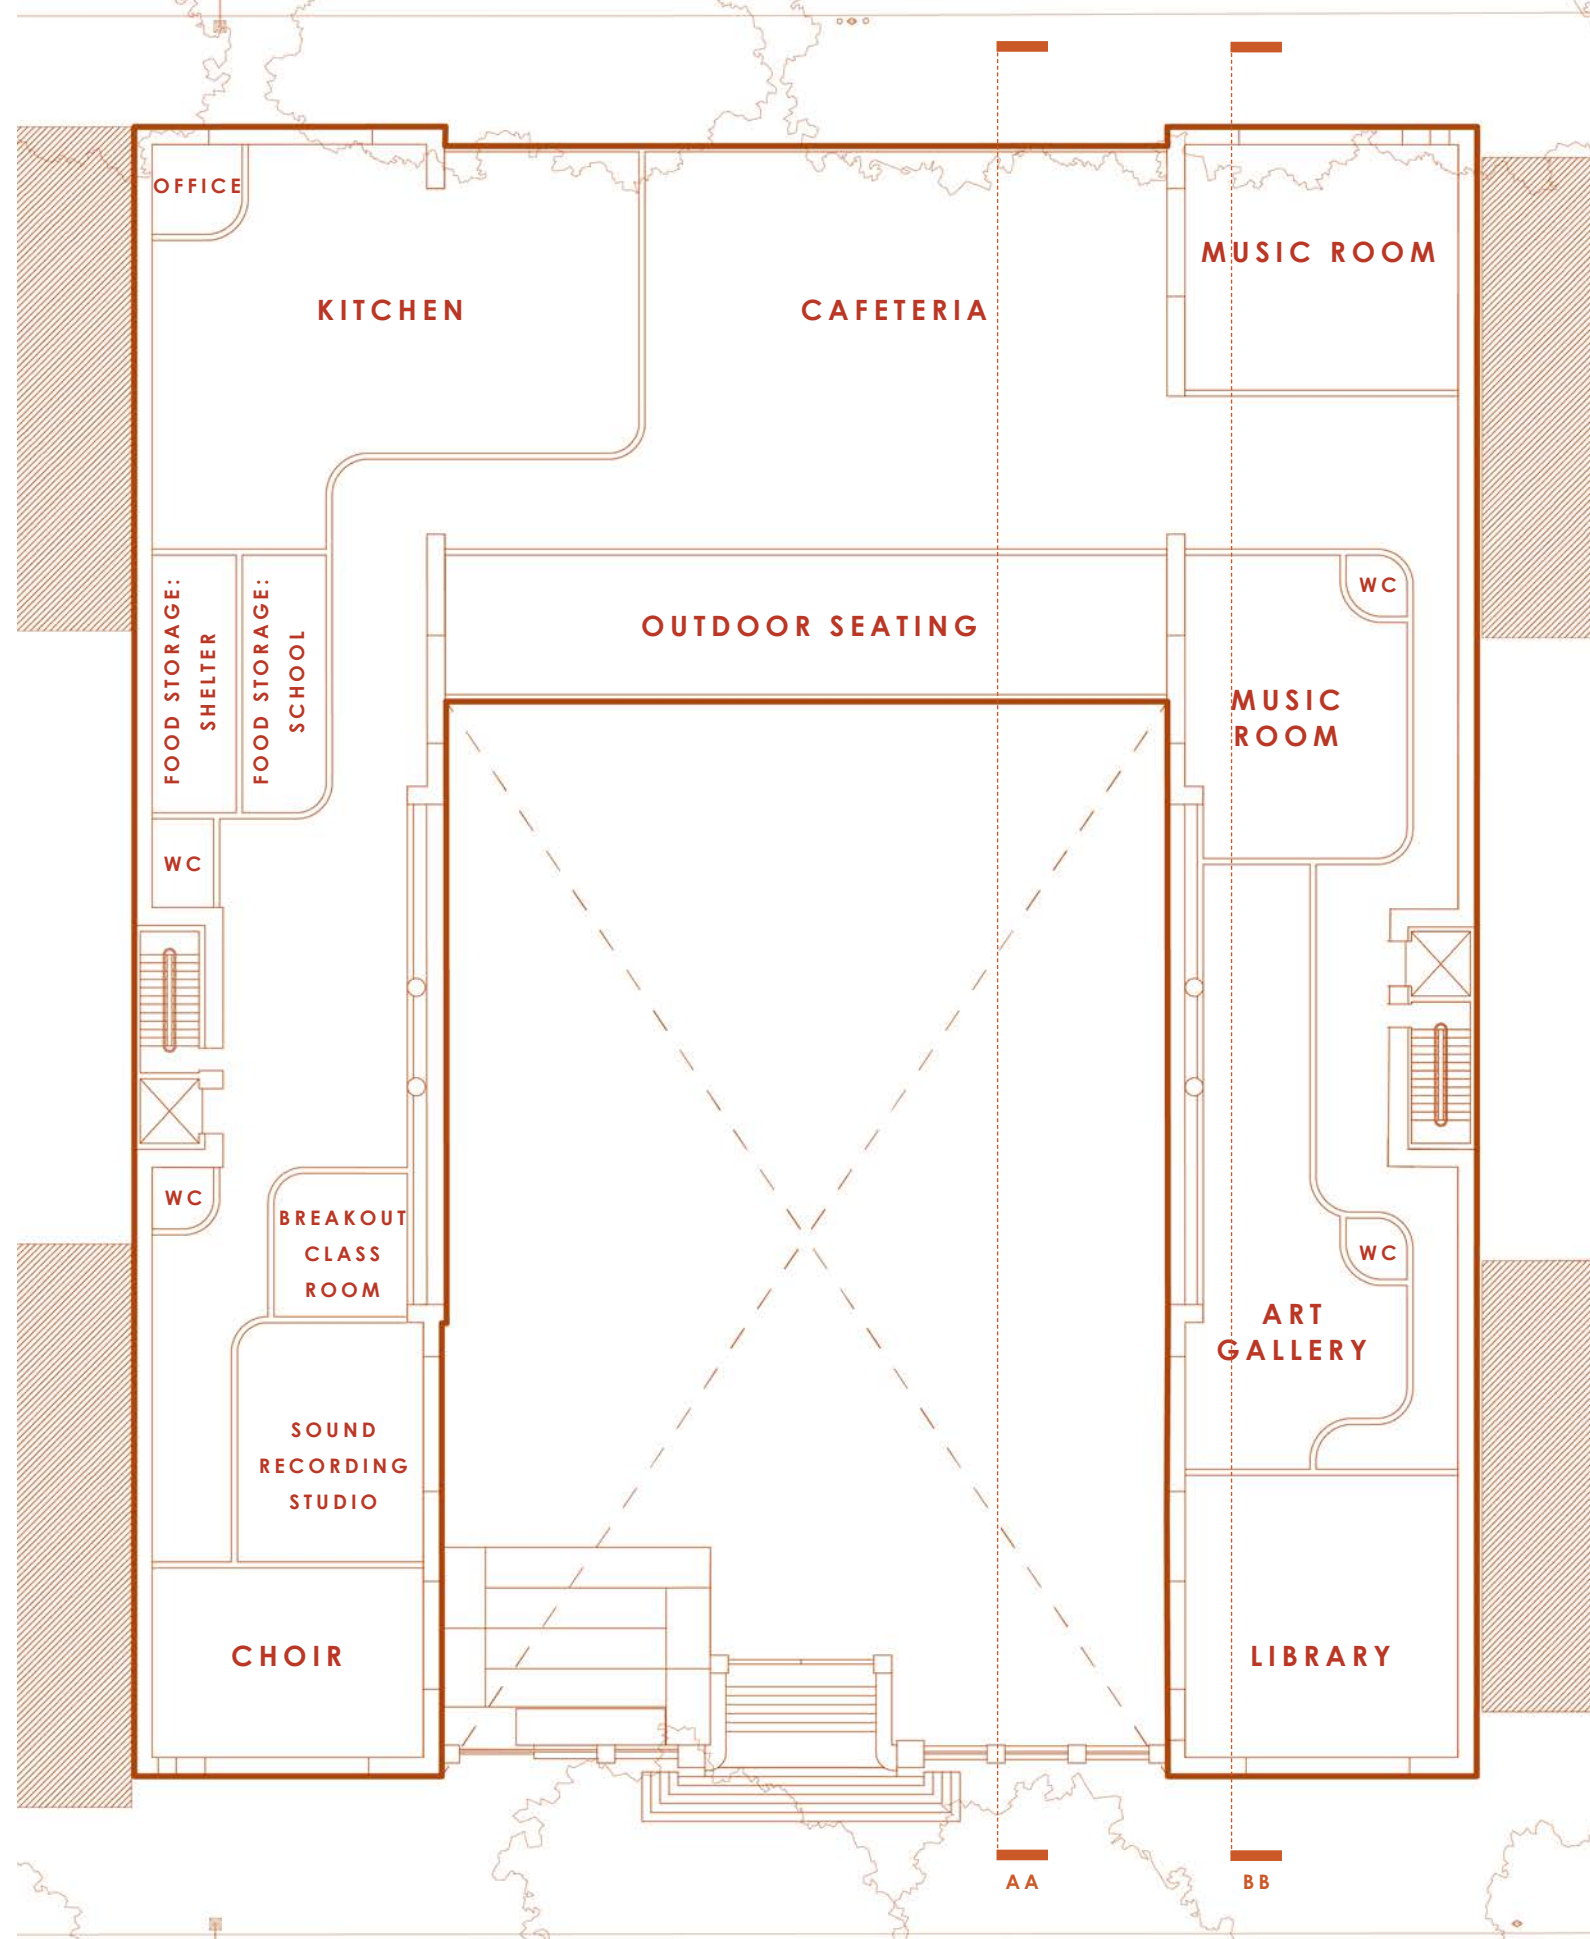 OFFICE
KITCHEN
CAFETERIA
MUSIC ROOM
FOOD STORAGE:
SHELTER
FOOD STORAGE:
SCHOOL
OUTDOOR SEATING
WC
MUSIC
ROOM
WC
WC
BREAKOUT
CLASS
ROOM
WC
ART
GALLERY
SOUND
RECORDING
STUDIO
CHOIR
LIBRARY
AA
BB